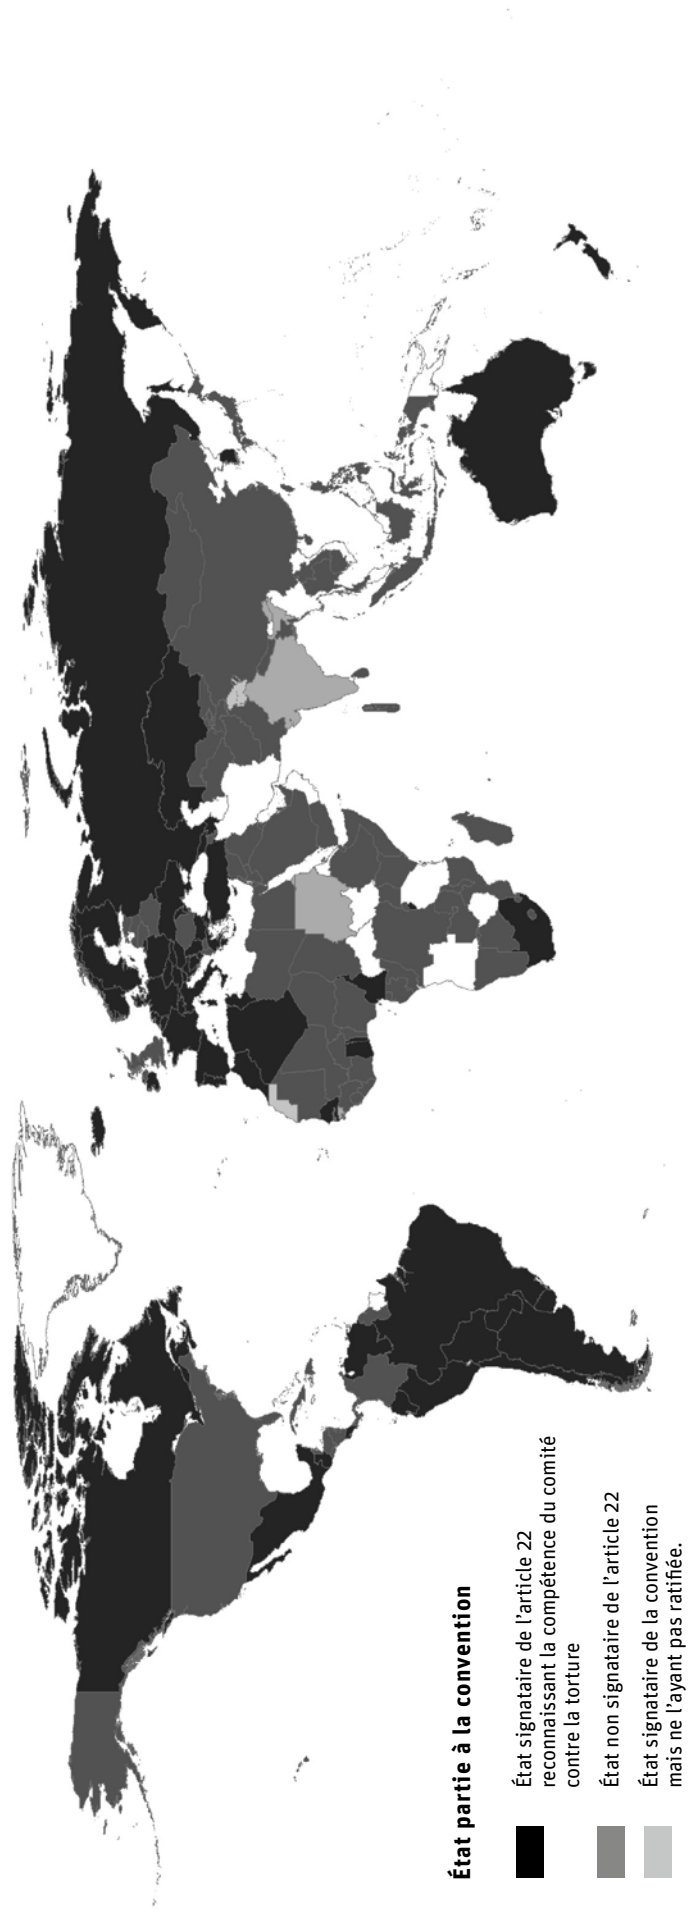 État partie à la convention
État signataire de l'article 22
reconnaissant la compétence du comité
contre la torture
État non signataire de l'article 22
État signataire de la convention
mais ne l'ayant pas ratifiée.